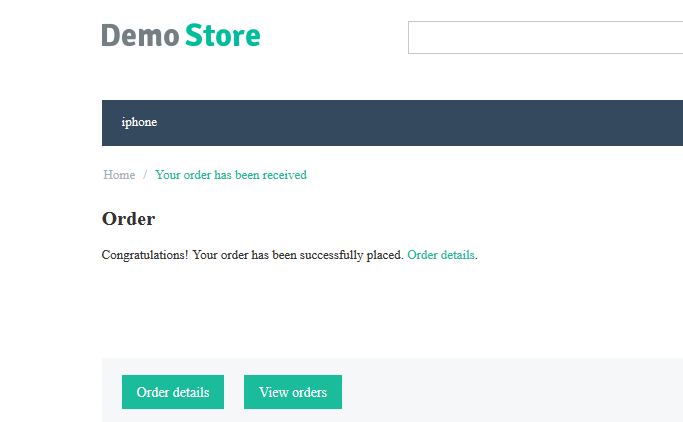 Demo Store
iphone
Home / Your order has been received
Order
Congratulations! Your order has been successfully placed. Order details.
Order details View orders